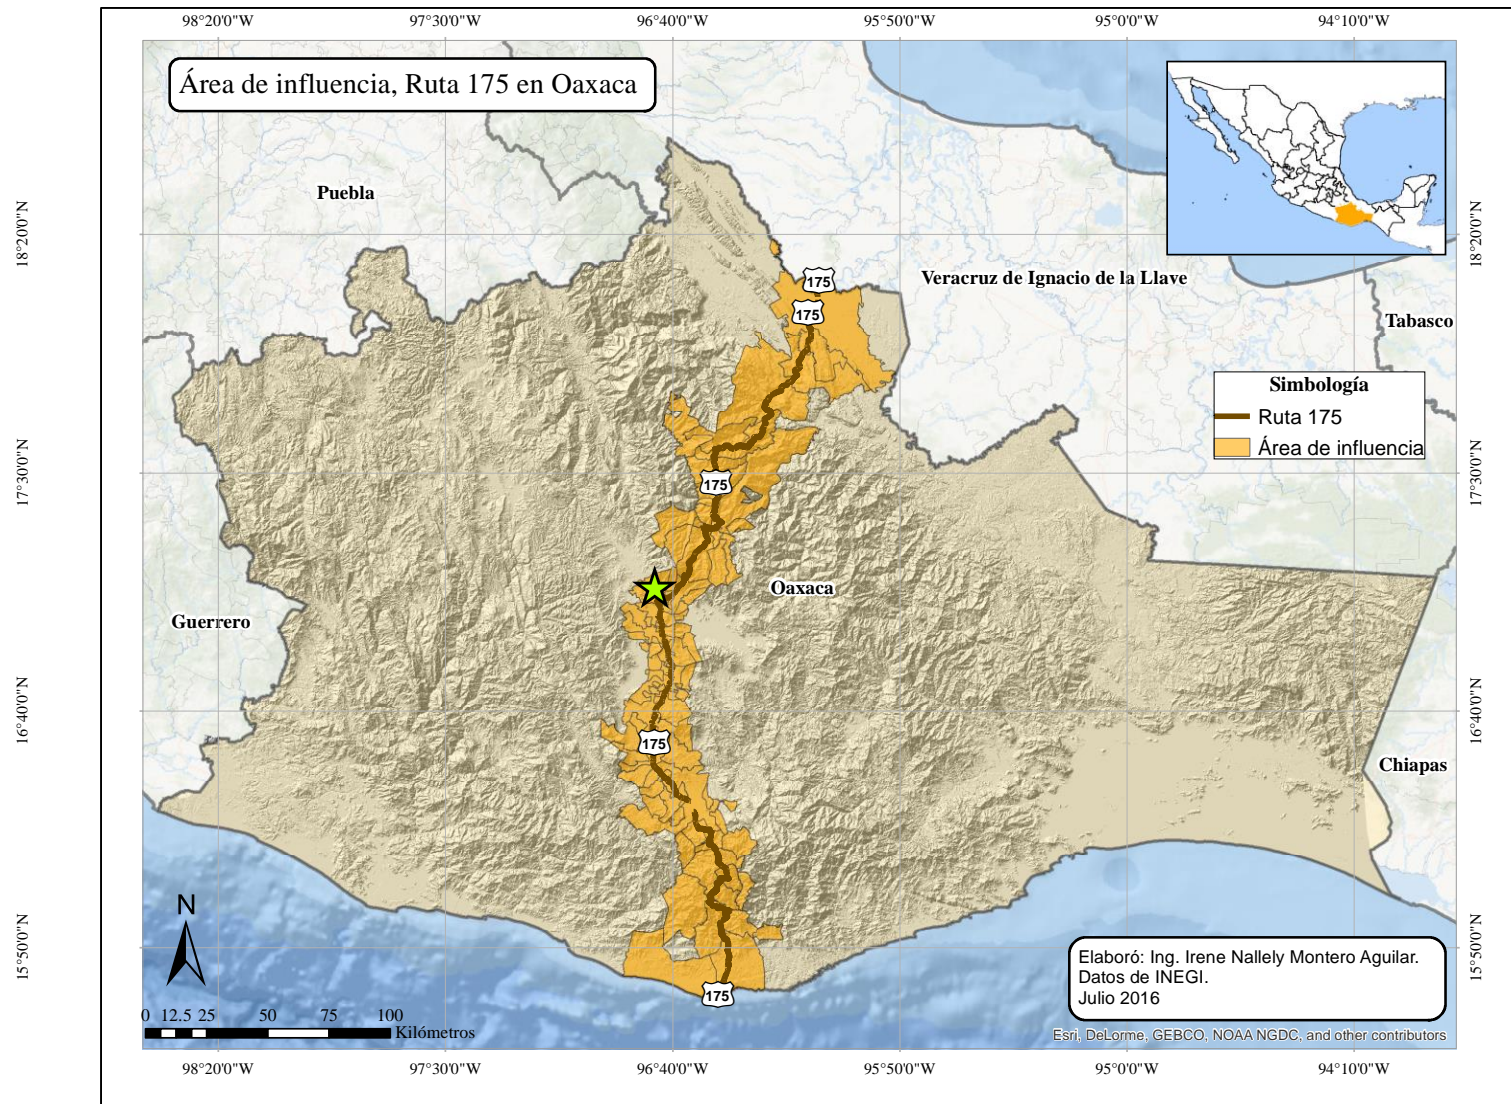 98°20'0"W 97°30'0"W 96°40'0"W 95°50'0"W 95°0'0"W 94°10'0"W
Área de influencia, Ruta 175 en Oaxaca
Puebla
18°20'0"N
18°20'0"N
175
Veracruz de Ignacio de la Llave
175
Tabasco
Simbología
Ruta 175
Área de influencia
17°30'0"N
175
17°30'0"N
Oaxaca
Guerrero
16°40'0"N
16°40'0"N
175
Chiapas
N
15°50'0"N
15°50'0"N
Elaboró: Ing. Irene Nallely Montero Aguilar.
Datos de INEGI.
Julio 2016
175
0 12.5 25 50 75 100
Kilómetros
Esri, DeLorme, GEBCO, NOAA NGDC, and other contributors
98°20'0"W 97°30'0"W 96°40'0"W 95°50'0"W 95°0'0"W 94°10'0"W